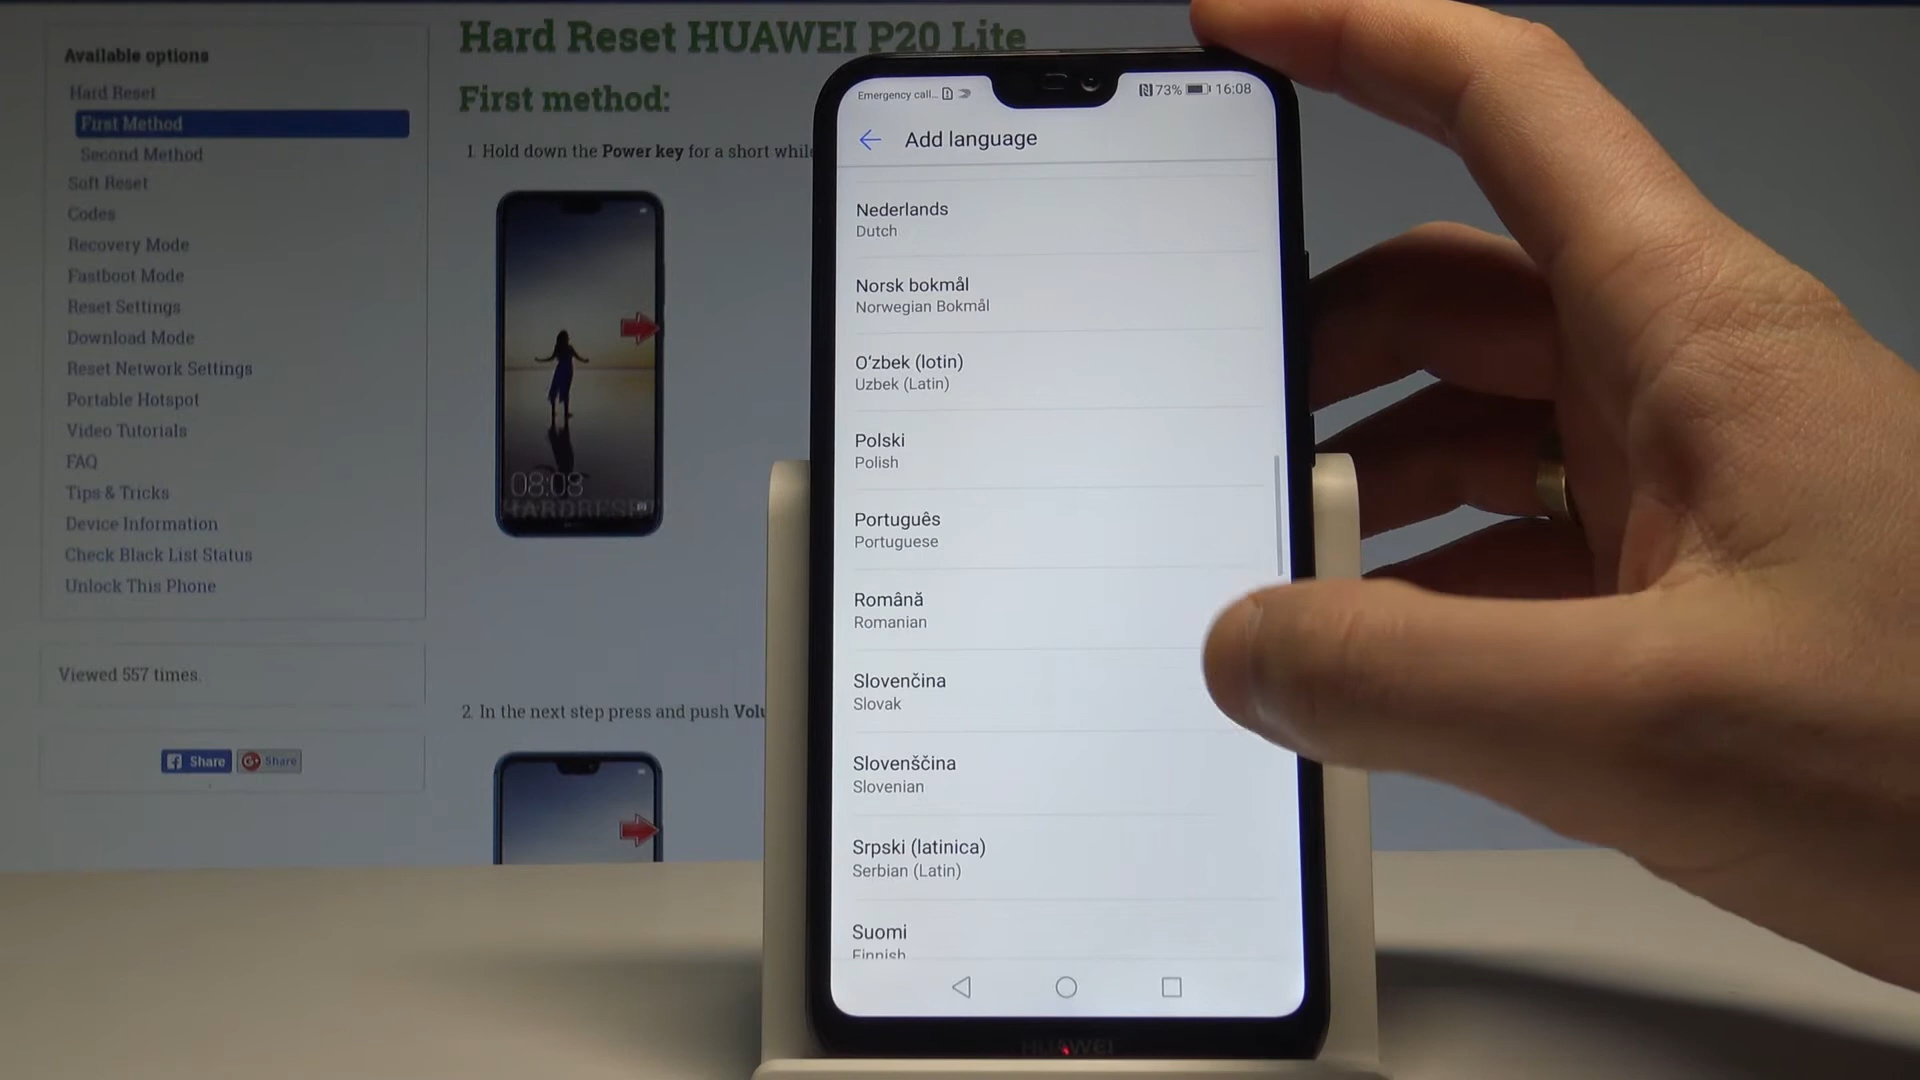 Available options
Hard Reset
First Method
Second Method
Soft Reset
Codes
Recovery Mode
Fastboot Mode
Reset Settings
Download Mode
Reset Network Settings
Portable Hotspot
Video Tutorials
FAQ
Tips & Tricks
Device Information
Check Black List Status
Unlock This Phone
Viewed 557 times.
Share
G+ Share
Hard Reset HUAWEI P20 Lite
First method:
1. Hold down the Power key for a short while
08:08
2. In the next step press and push Volu
Emergency call...
73%
16:08
Add language
Nederlands
Dutch
Norsk bokmål
Norwegian Bokmål
Oʻzbek (lotin)
Uzbek (Latin)
Polski
Polish
Português
Portuguese
Română
Romanian
Slovenčina
Slovak
Slovenščina
Slovenian
Srpski (latinica)
Serbian (Latin)
Suomi
Finnish
HUAWEI